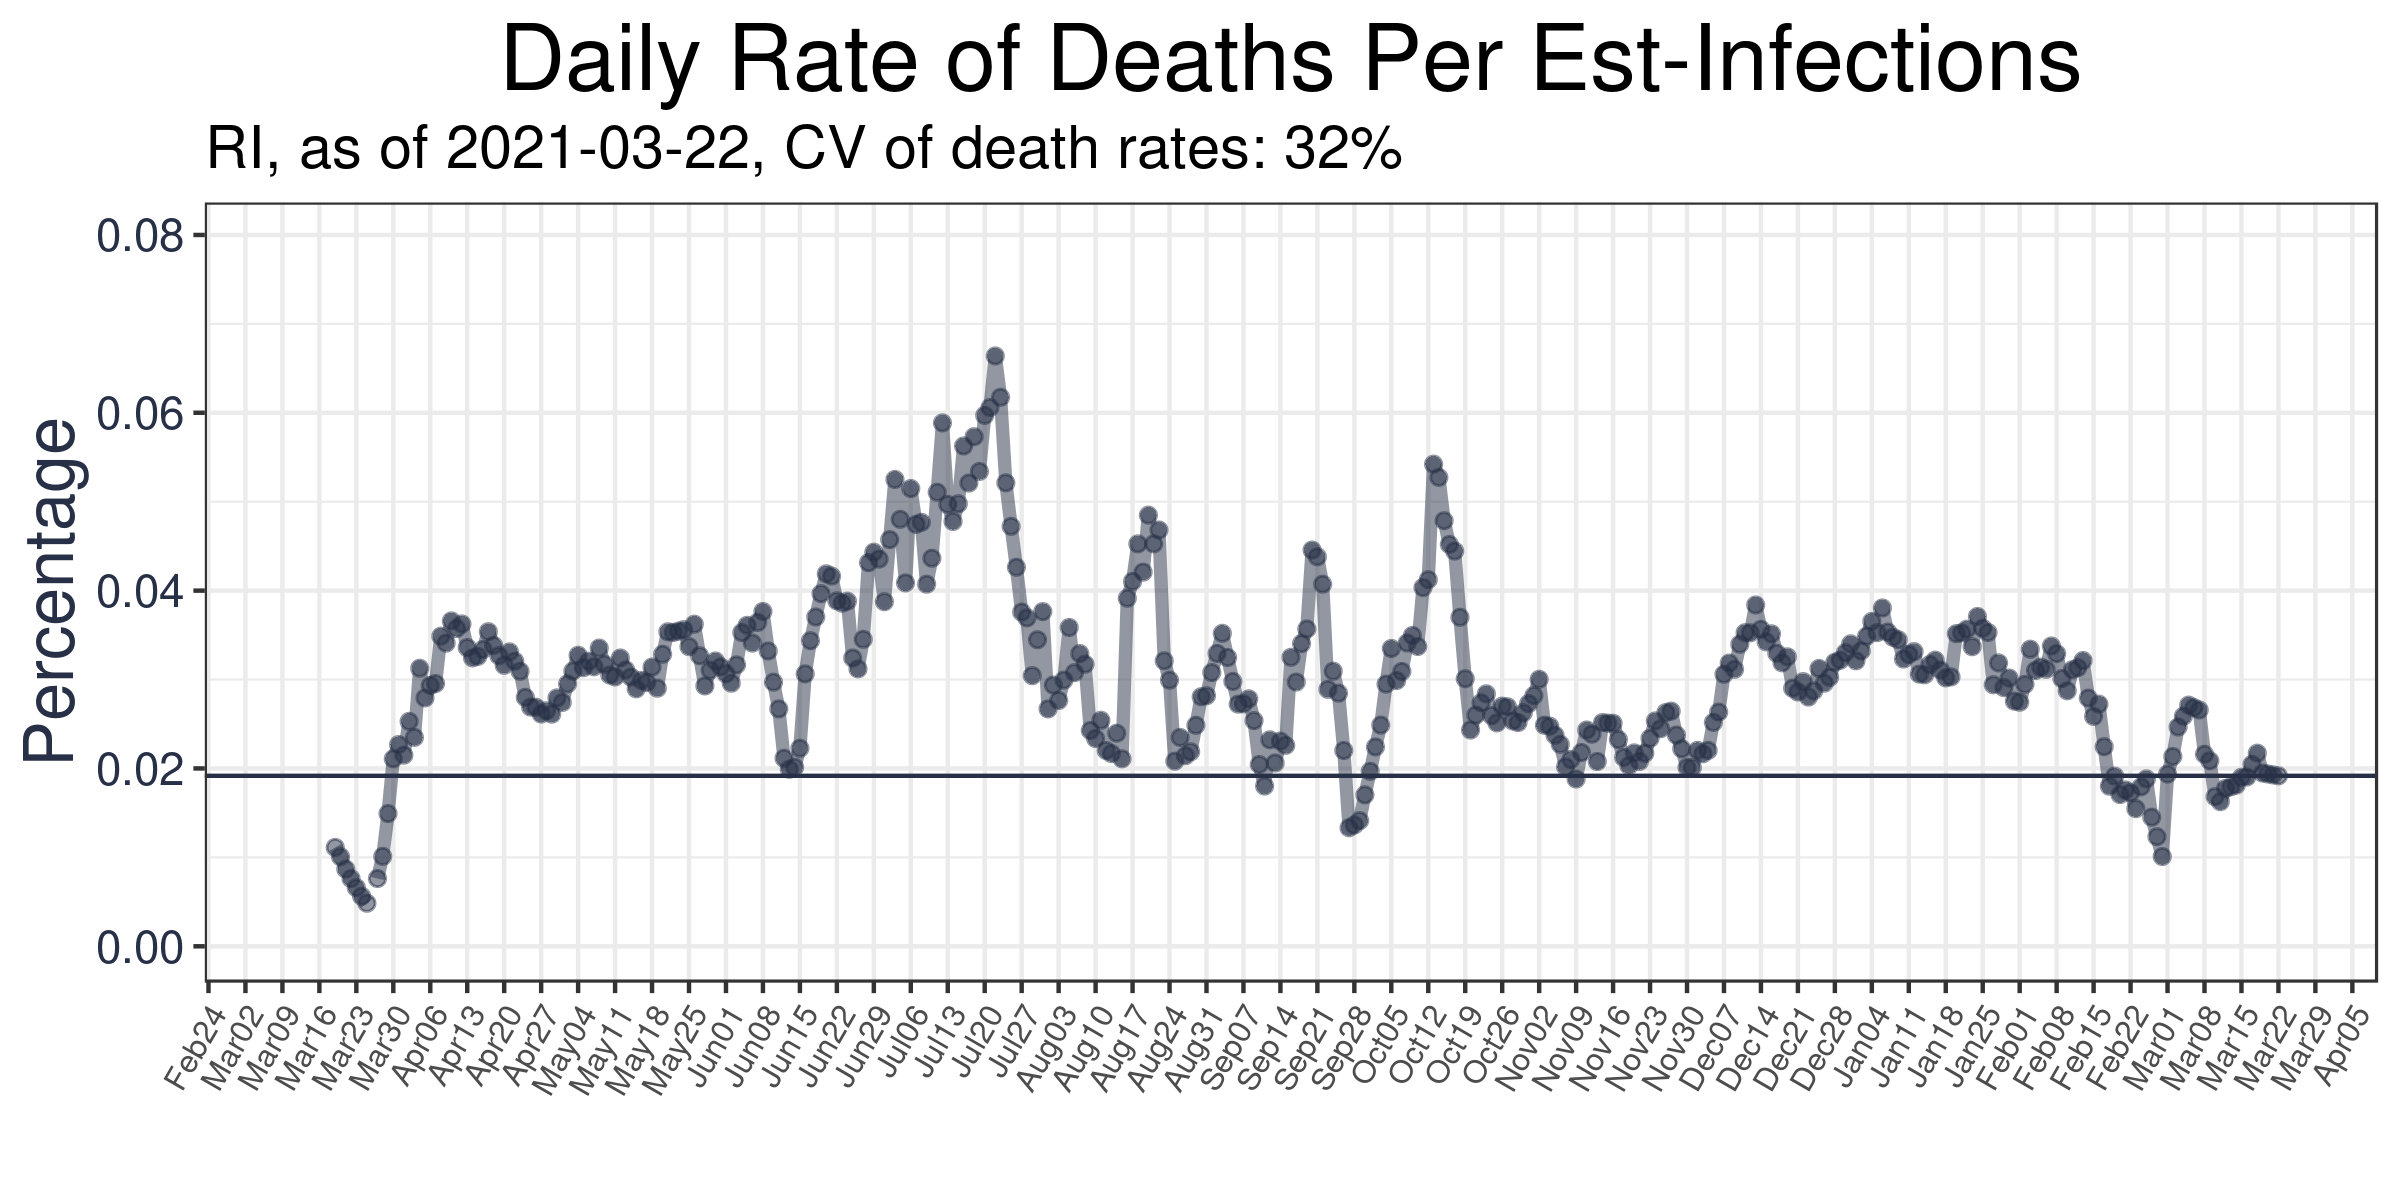 Daily Rate of Deaths Per Est-Infections
RI, as of 2021-03-22, CV of death rates: 32%
Percentage
0.08
0.06
0.04
0.02
0.00
Feb24
Mar02
Mar09
Mar16
Mar23
Mar30
Apr06
Apr13
Apr20
Apr27
May04
May11
May18
May25
Jun01
Jun08
Jun15
Jun22
Jun29
Jul06
Jul13
Jul20
Jul27
Aug03
Aug10
Aug17
Aug24
Aug31
Sep07
Sep14
Sep21
Sep28
Oct05
Oct12
Oct19
Oct26
Nov02
Nov09
Nov16
Nov23
Nov30
Dec07
Dec14
Dec21
Dec28
Jan04
Jan11
Jan18
Jan25
Feb01
Feb08
Feb15
Feb22
Mar01
Mar08
Mar15
Mar22
Mar29
Apr05